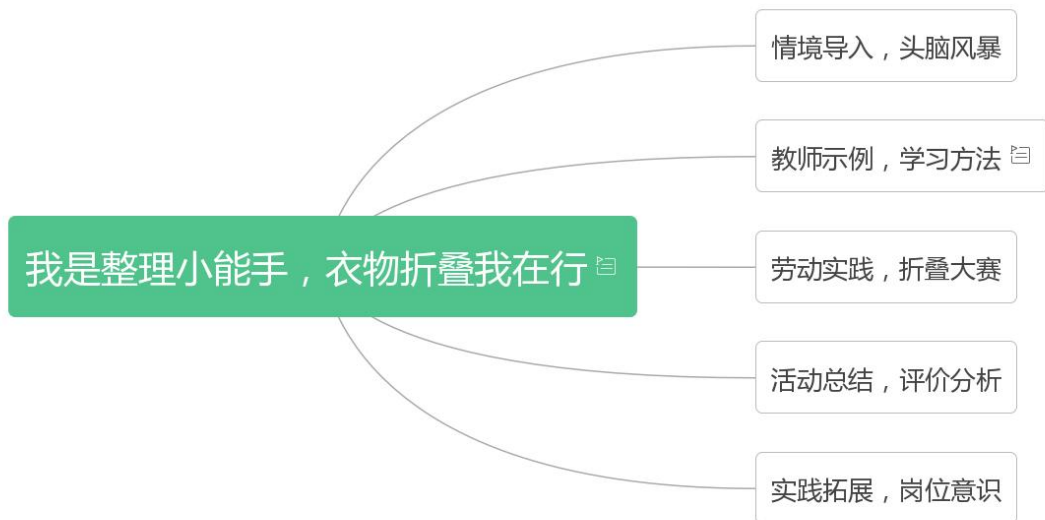 我是整理小能手，衣物折叠我在行
情境导入，头脑风暴
教师示例，学习方法
劳动实践，折叠大赛
活动总结，评价分析
实践拓展，岗位意识